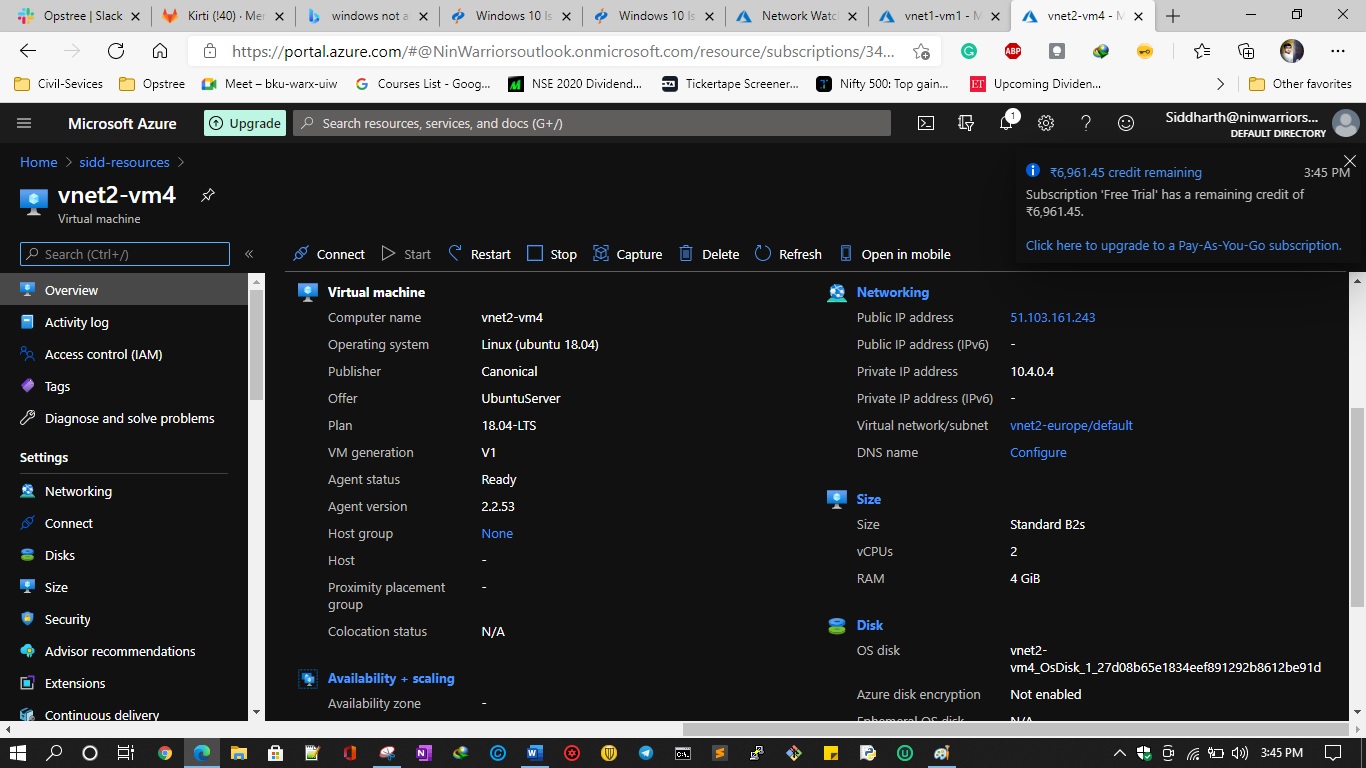 Opstree | Slack
Kirti (!40) · Mer
windows not a
Windows 10 Is
Windows 10 Is
Network Watc
vnet1-vm1 - M
vnet2-vm4 - M
https://portal.azure.com/#@NinWarriorsoutlook.onmicrosoft.com/resource/subscriptions/34...
ABP
Civil-Sevices
Opstree
Meet – bku-warx-uiw
Courses List - Goog...
NSE 2020 Dividend...
Tickertape Screener...
Nifty 500: Top gain...
ET
Upcoming Dividen...
Other favorites
Microsoft Azure
Upgrade
Search resources, services, and docs (G+/)
1
Siddharth@ninwarriors...
DEFAULT DIRECTORY
Home > sidd-resources >
vnet2-vm4
Virtual machine
₹6,961.45 credit remaining
3:45 PM
Subscription 'Free Trial' has a remaining credit of
₹6,961.45.
Click here to upgrade to a Pay-As-You-Go subscription.
Search (Ctrl+/)
«
Connect
Start
Restart
Stop
Capture
Delete
Refresh
Open in mobile
Overview
Activity log
Access control (IAM)
Tags
Diagnose and solve problems
Settings
Networking
Connect
Disks
Size
Security
Advisor recommendations
Extensions
Continuous delivery
Virtual machine
Computer name vnet2-vm4
Operating system Linux (ubuntu 18.04)
Publisher Canonical
Offer UbuntuServer
Plan 18.04-LTS
VM generation V1
Agent status Ready
Agent version 2.2.53
Host group None
Host -
Proximity placement -
group
Colocation status N/A
Availability + scaling
Availability zone -
Networking
Public IP address 51.103.161.243
Public IP address (IPv6) -
Private IP address 10.4.0.4
Private IP address (IPv6) -
Virtual network/subnet vnet2-europe/default
DNS name Configure
Size
Size Standard B2s
vCPUs 2
RAM 4 GiB
Disk
OS disk vnet2-
vm4_OsDisk_1_27d08b65e1834eef891292b8612be91d
Azure disk encryption Not enabled
Ephemeral OS disk N/A
3:45 PM